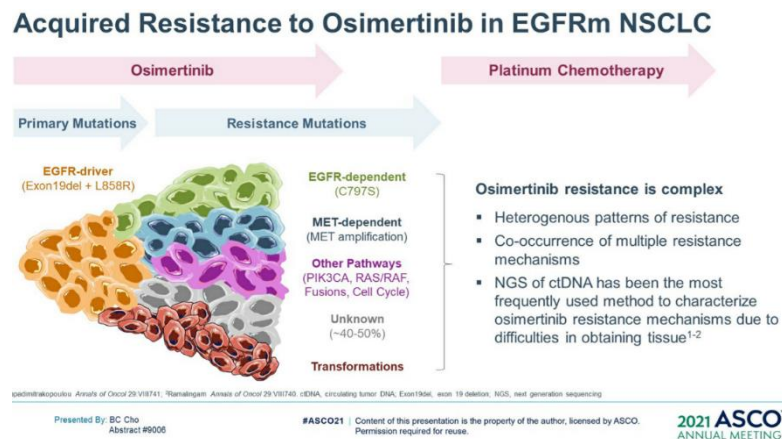 Acquired Resistance to Osimertinib in EGFRm NSCLC
Osimertinib
Platinum Chemotherapy
Primary Mutations
Resistance Mutations
EGFR-driver
(Exon19del + L858R)
EGFR-dependent
(C797S)
MET-dependent
(MET amplification)
Other Pathways
(PIK3CA, RAS/RAF,
Fusions, Cell Cycle)
Unknown
(~40-50%)
Transformations
Osimertinib resistance is complex
▪ Heterogenous patterns of resistance
▪ Co-occurrence of multiple resistance
mechanisms
▪ NGS of ctDNA has been the most
frequently used method to characterize
osimertinib resistance mechanisms due to
difficulties in obtaining tissue1-2
Annals of Oncol 29:VIII741; 2Ramalingam Annals of Oncol 29:VIII740. ctDNA, circulating tumor DNA; Exon19del, exon 19 deletion; NGS, next generation sequencing
Presented By: BC Cho
Abstract #9006
#ASCO21 | Content of this presentation is the property of the author, licensed by ASCO.
Permission required for reuse.
2021 ASCO
ANNUAL MEETING